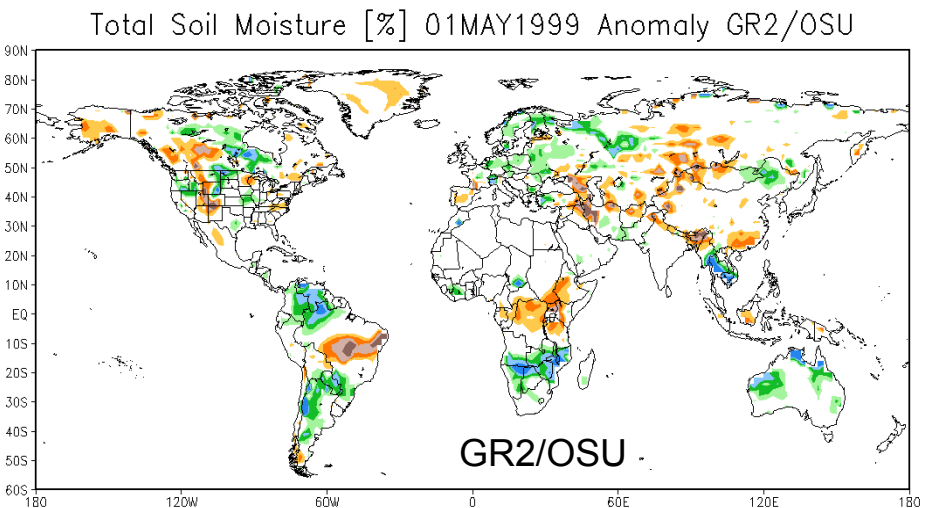 Total Soil Moisture [%] 01MAY1999 Anomaly GR2/OSU
90N
80N
70N
60N
50N
40N
30N
20N
10N
EQ
10S
20S
30S
40S
50S
60S
GR2/OSU
180 120W 60W 0 60E 120E 180